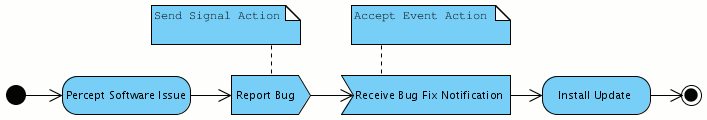 Send Signal Action
Accept Event Action
Percept Software Issue
Report Bug
Receive Bug Fix Notification
Install Update